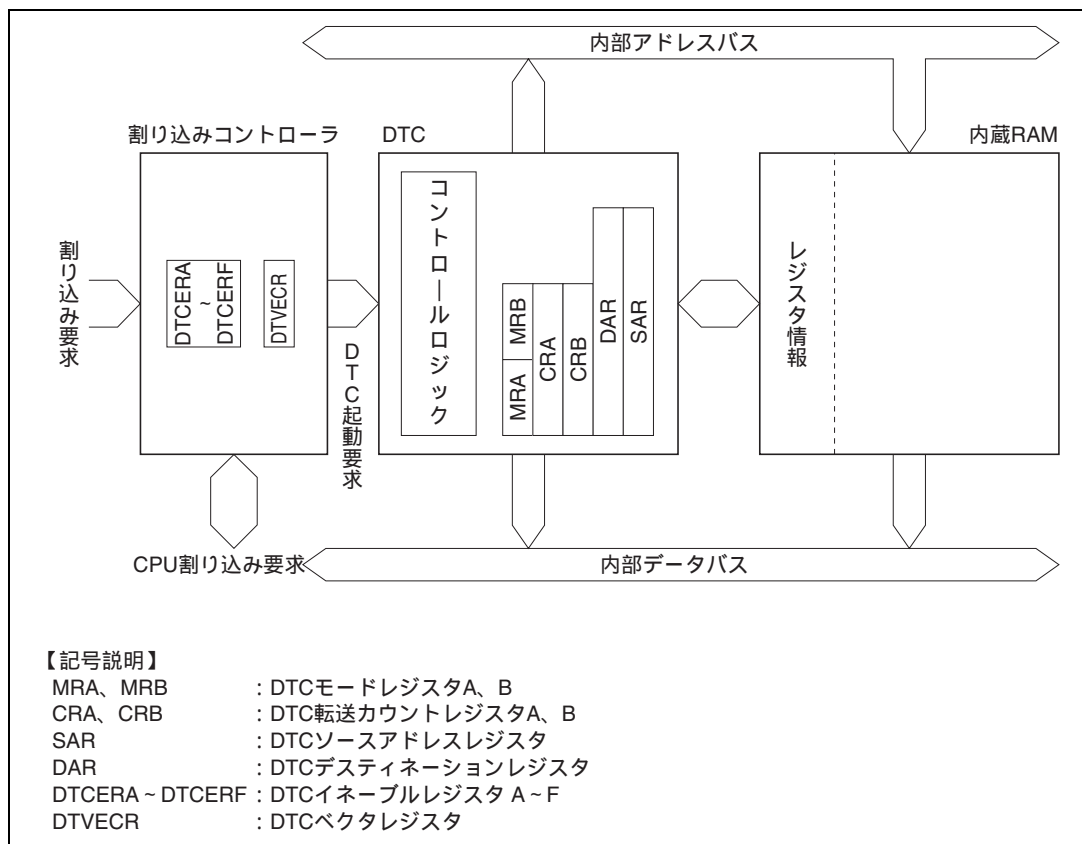 内部アドレスバス
割り込みコントローラ
DTC
内蔵RAM
割り込み要求
DTCERA
~
DTCERF
DTVECR
DTC起動要求
コントロールロジック
MRA
MRB
CRA
CRB
DAR
SAR
レジスタ情報
CPU割り込み要求
内部データバス
【記号説明】
MRA、MRB : DTCモードレジスタA、B
CRA、CRB : DTC転送カウントレジスタA、B
SAR : DTCソースアドレスレジスタ
DAR : DTCデスティネーションレジスタ
DTCERA ~ DTCERF : DTCイネーブルレジスタ A ~ F
DTVECR : DTCベクタレジスタ